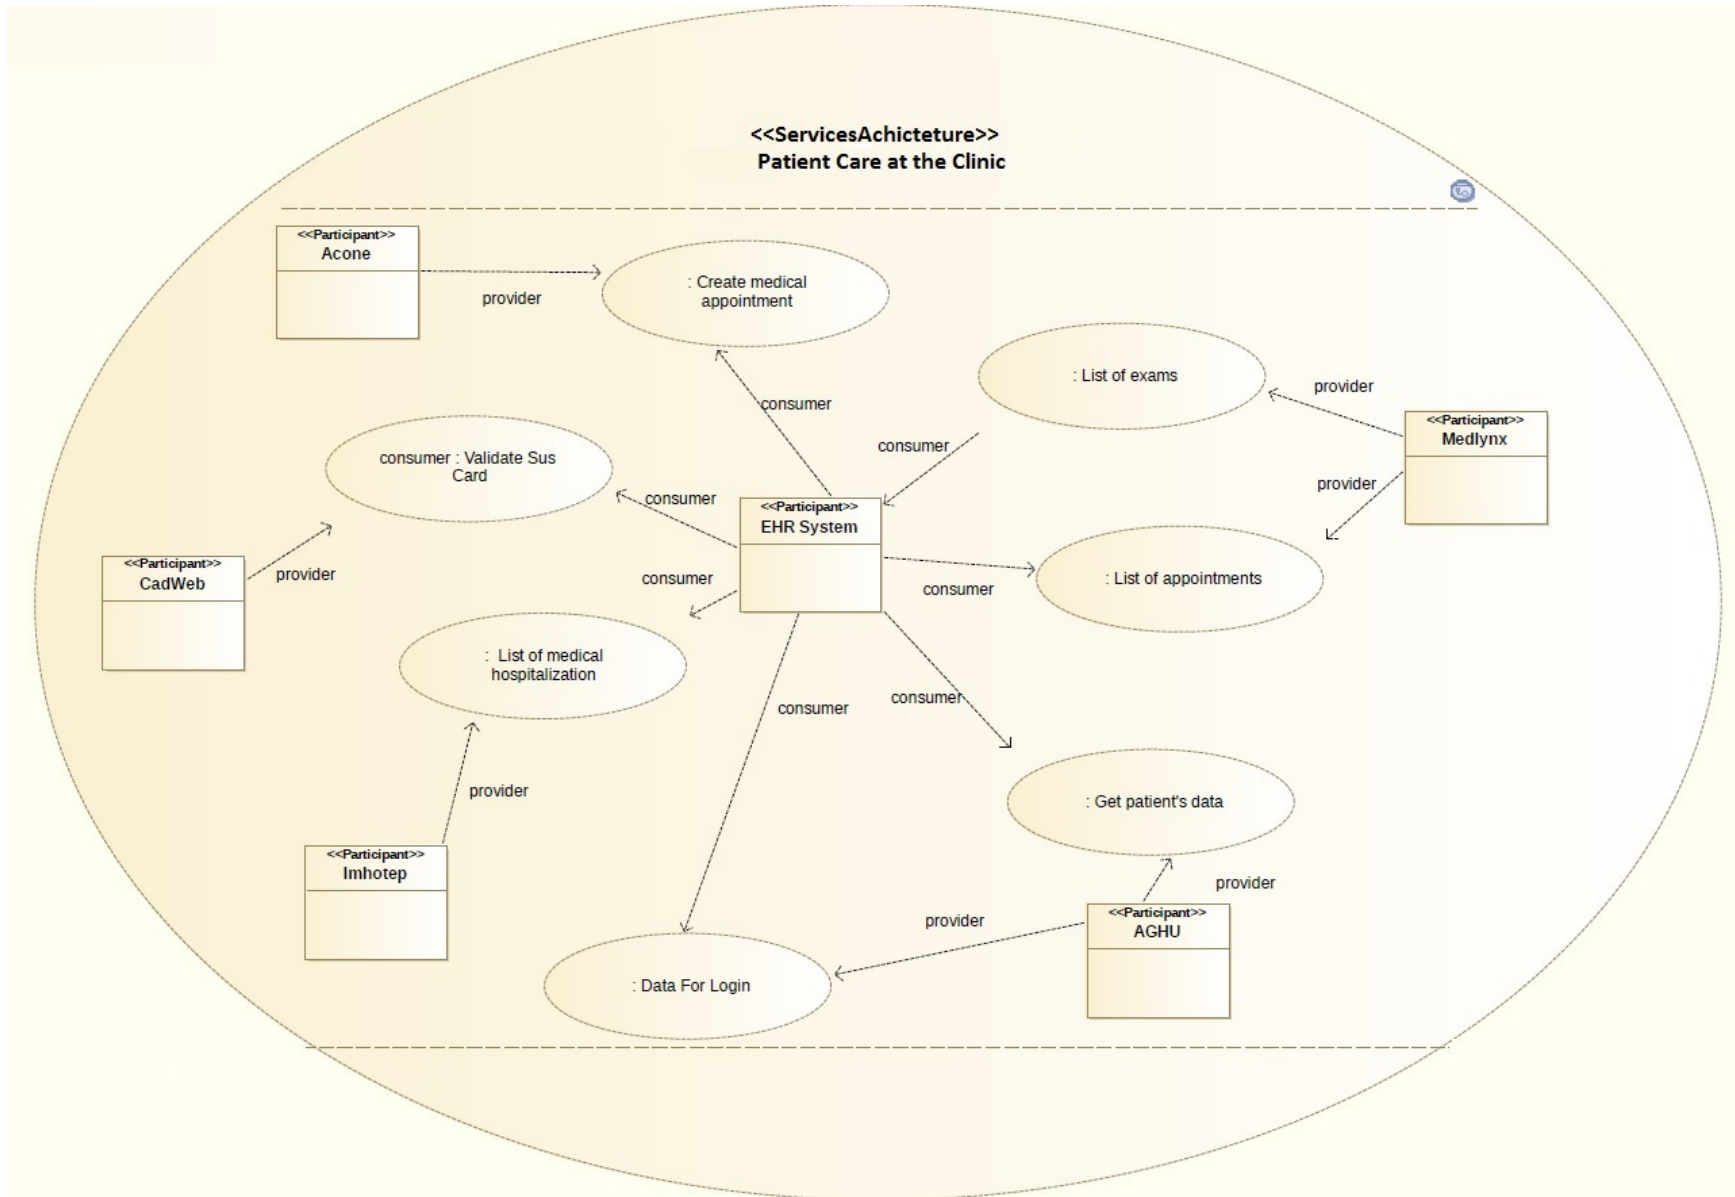 <<ServicesAchicteture>>
Patient Care at the Clinic
<<Participant>>
Acone
provider
: Create medical
appointment
consumer
: List of exams
provider
<<Participant>>
Medlynx
consumer
provider
consumer : Validate Sus
Card
consumer
<<Participant>>
EHR System
<<Participant>>
CadWeb
provider
consumer
consumer
: List of appointments
: List of medical
hospitalization
consumer
consumer
provider
: Get patient's data
<<Participant>>
Imhotep
provider
provider
<<Participant>>
AGHU
: Data For Login